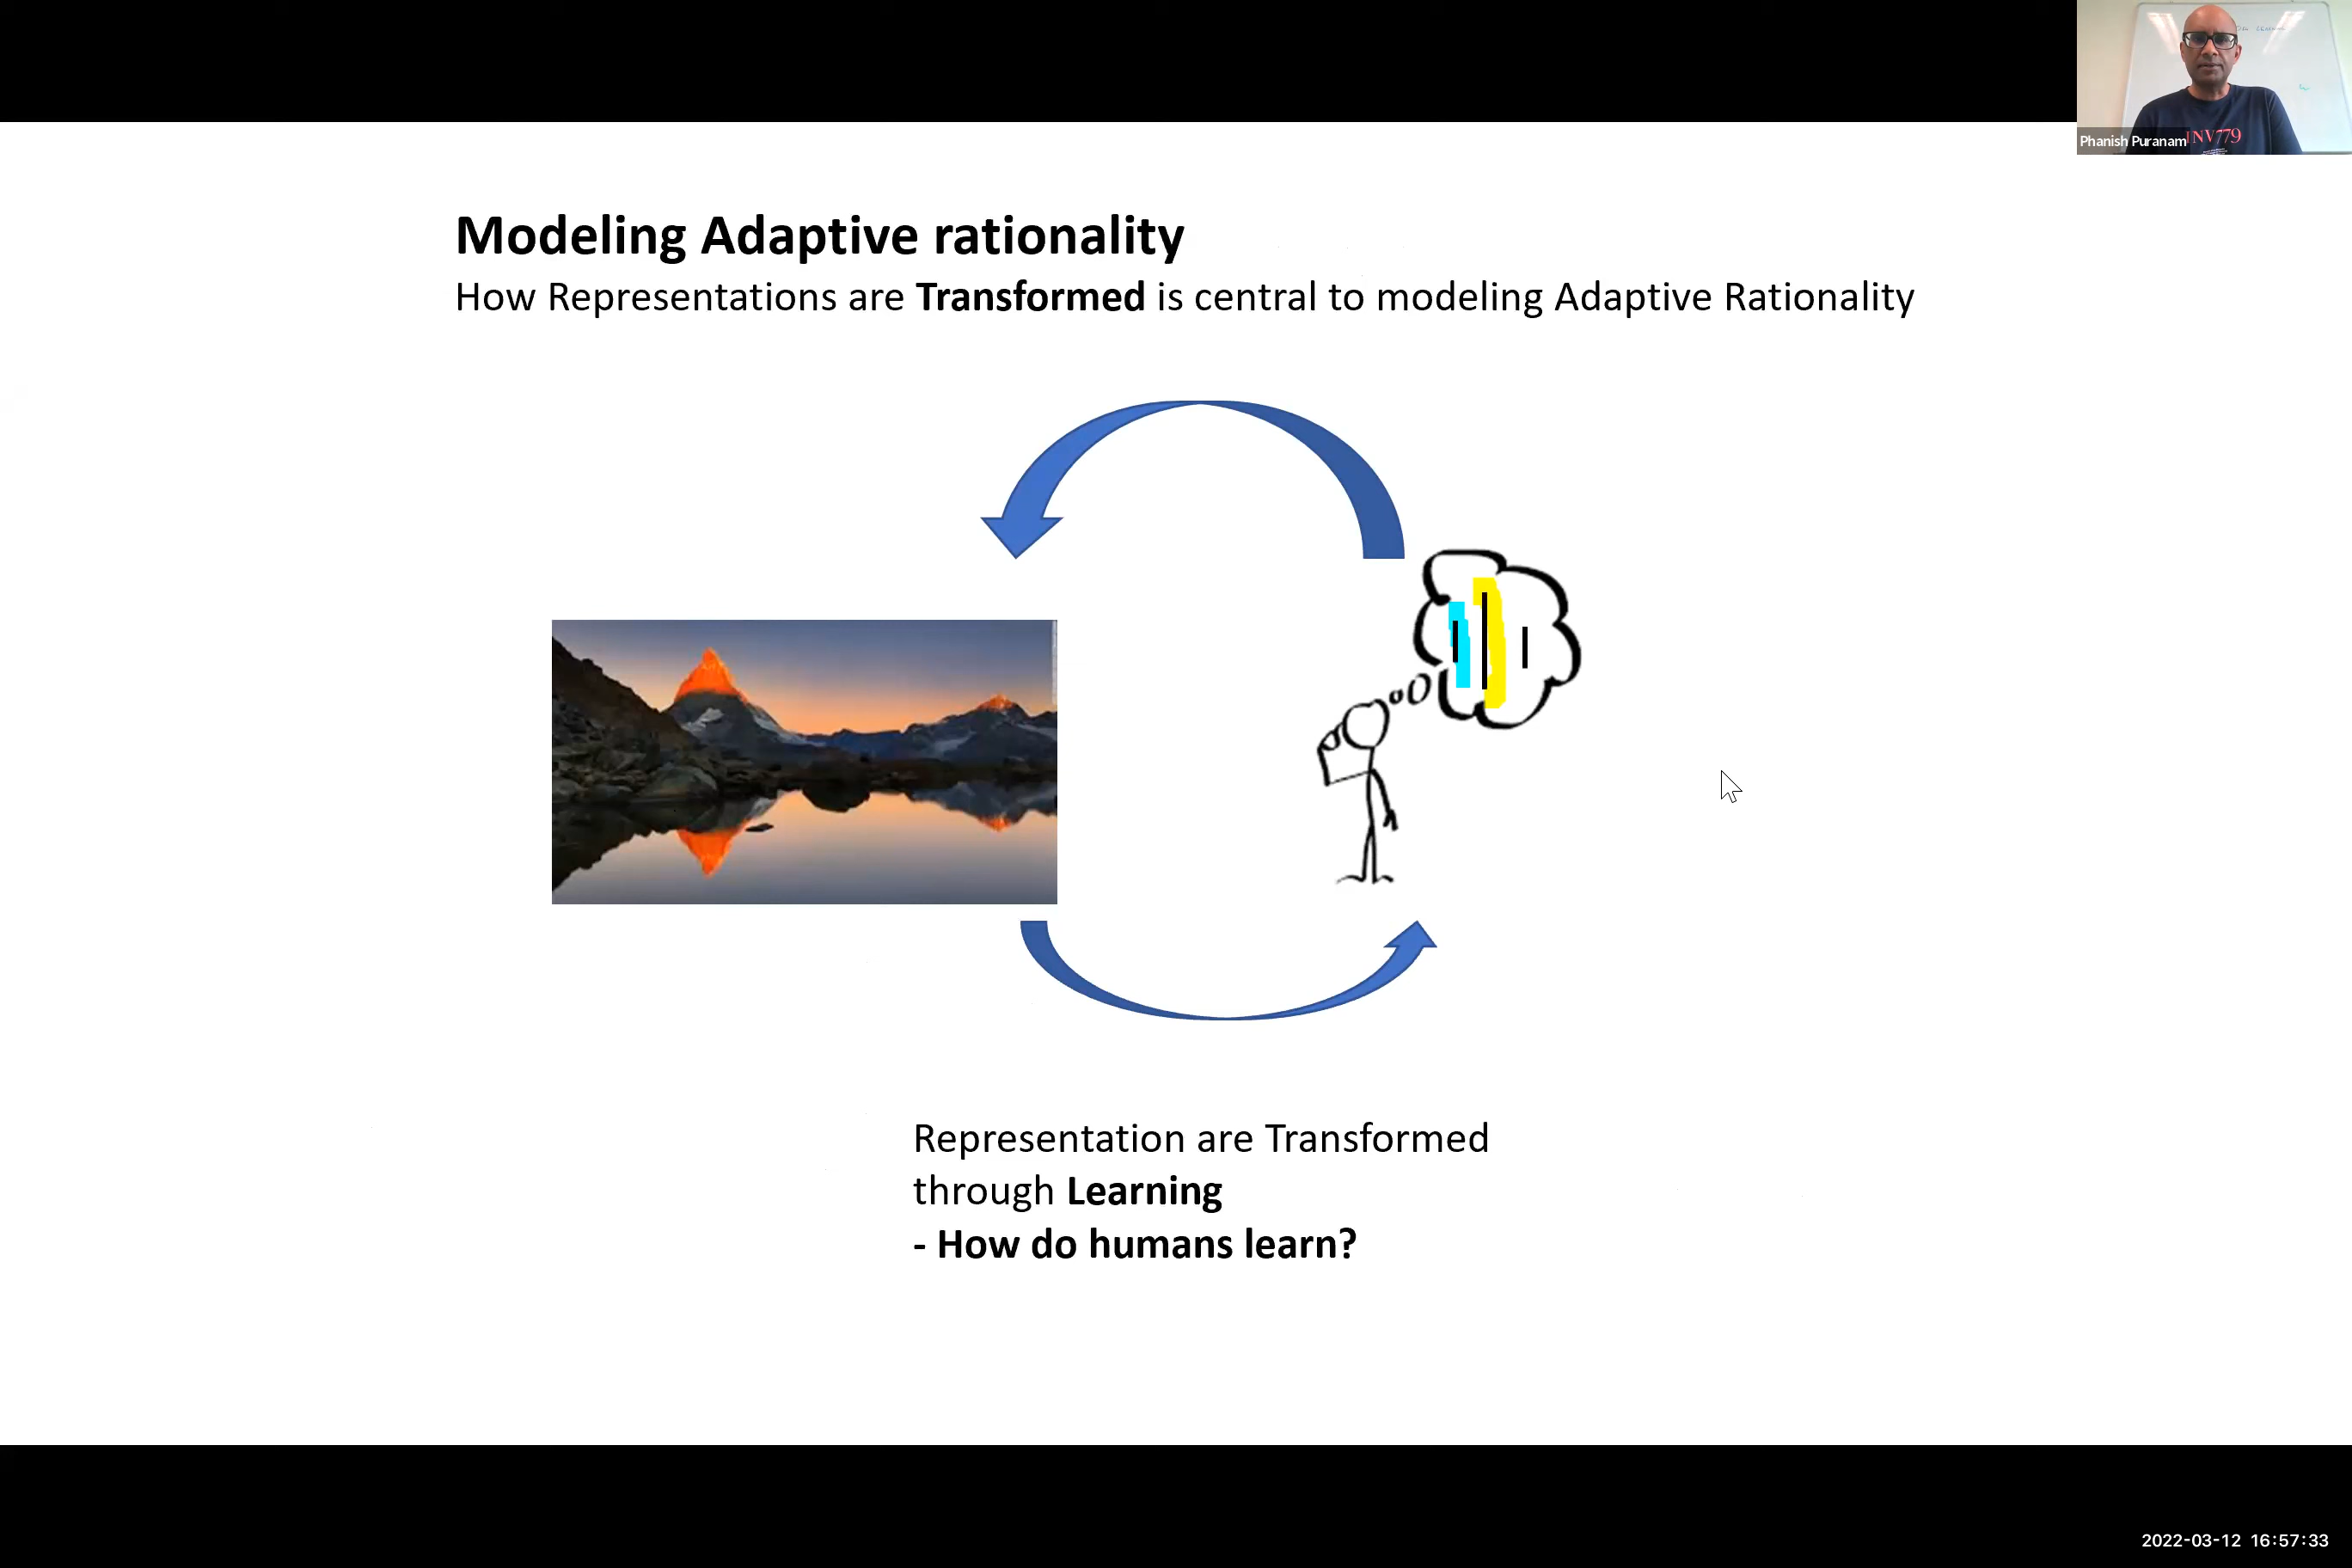 Phanish Puranam
INV779
Modeling Adaptive rationality
How Representations are Transformed is central to modeling Adaptive Rationality
Representation are Transformed
through Learning
- How do humans learn?
2022-03-12 16:57:33